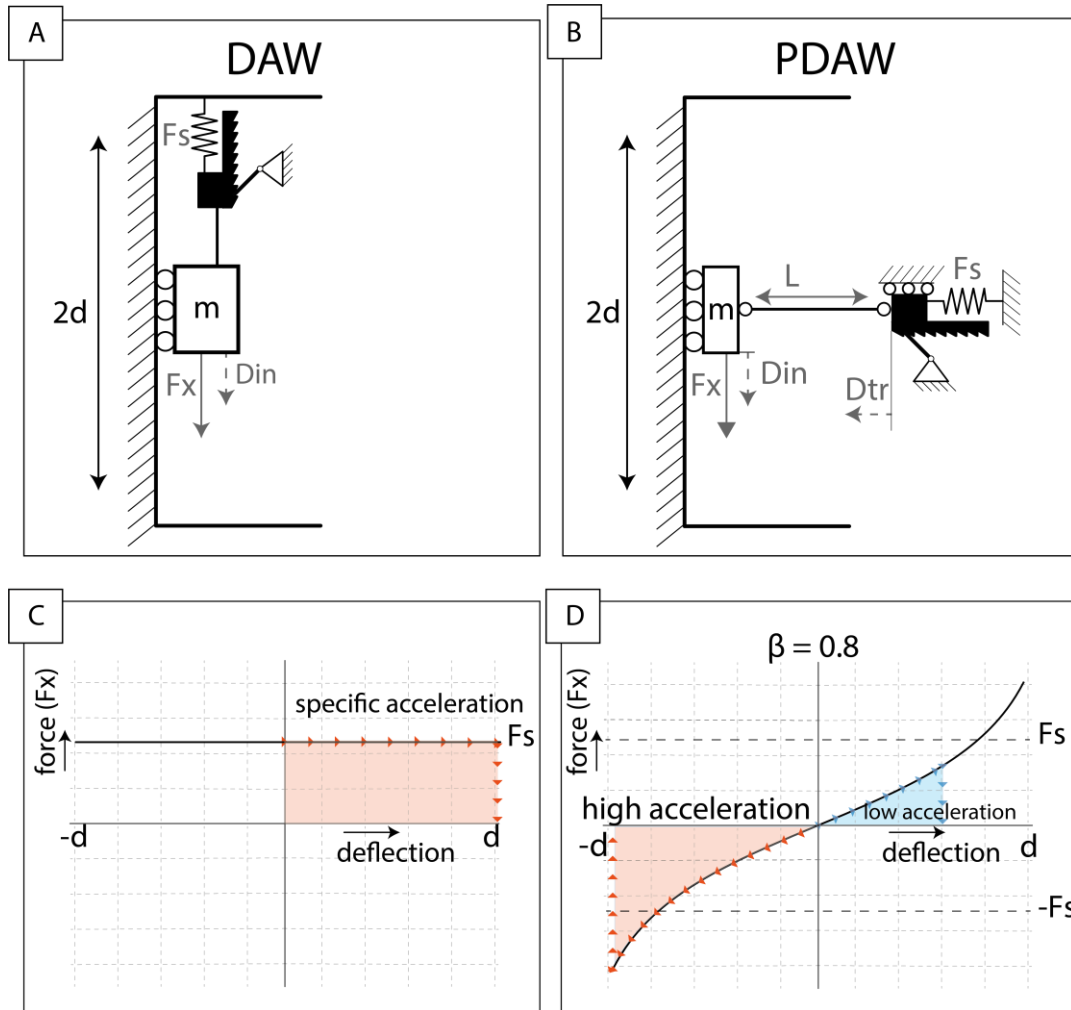 A
DAW
Fs
2d
m
Fx
Din
B
PDAW
L
Fs
2d
m
Fx
Din
Dtr
C
force (Fx)
specific acceleration
Fs
-d
d
deflection
D
β = 0.8
force (Fx)
Fs
high acceleration
low acceleration
-d
d
deflection
-Fs